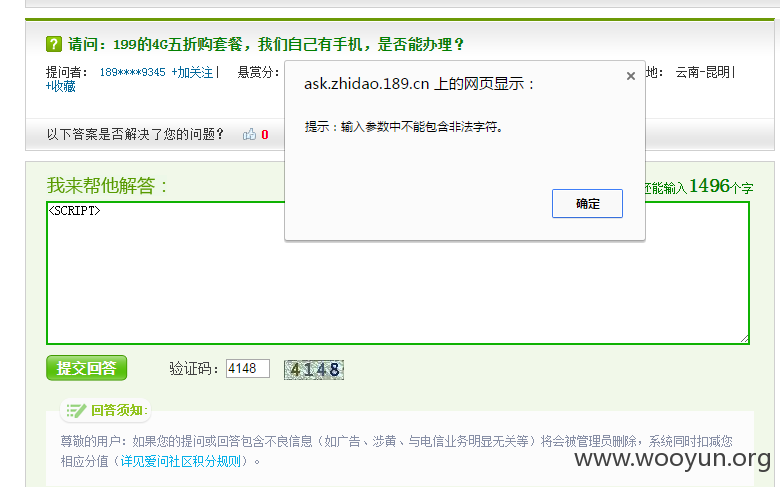 请问：199的4G五折购套餐，我们自己有手机，是否能办理？
提问者： 189****9345 +加关注| 悬赏分：
地： 云南-昆明|
+收藏
ask.zhidao.189.cn 上的网页显示：
提示：输入参数中不能包含非法字符。
确定
以下答案是否解决了您的问题？ 0
我来帮他解答：
还能输入1496个字
<SCRIPT>
提交回答 验证码： 4148 4148
回答须知：
尊敬的用户：如果您的提问或回答包含不良信息（如广告、涉黄、与电信业务明显无关等）将会被管理员删除，系统同时扣减您
相应分值（详见爱问社区积分规则）。
www.wooyun.org